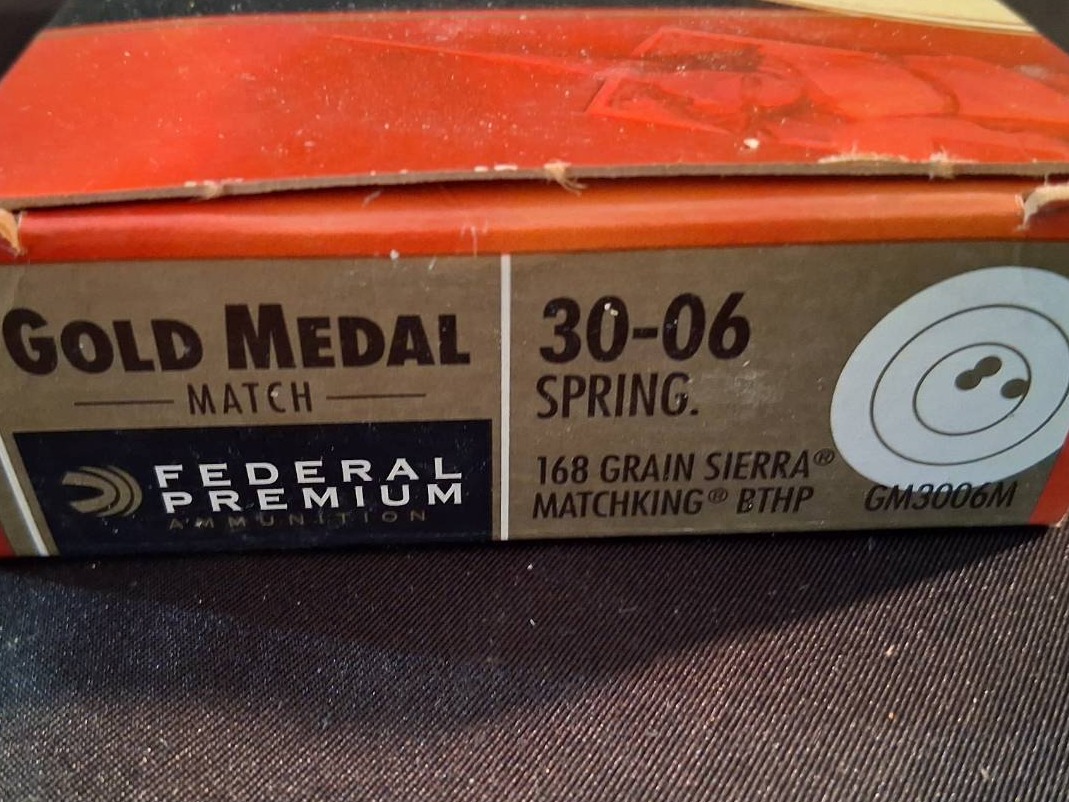 GOLD MEDAL
MATCH
FEDERAL
PREMIUM
AMMUNITION
30-06
SPRING.
168 GRAIN SIERRA®
MATCHKING® BTHP
GM3006M